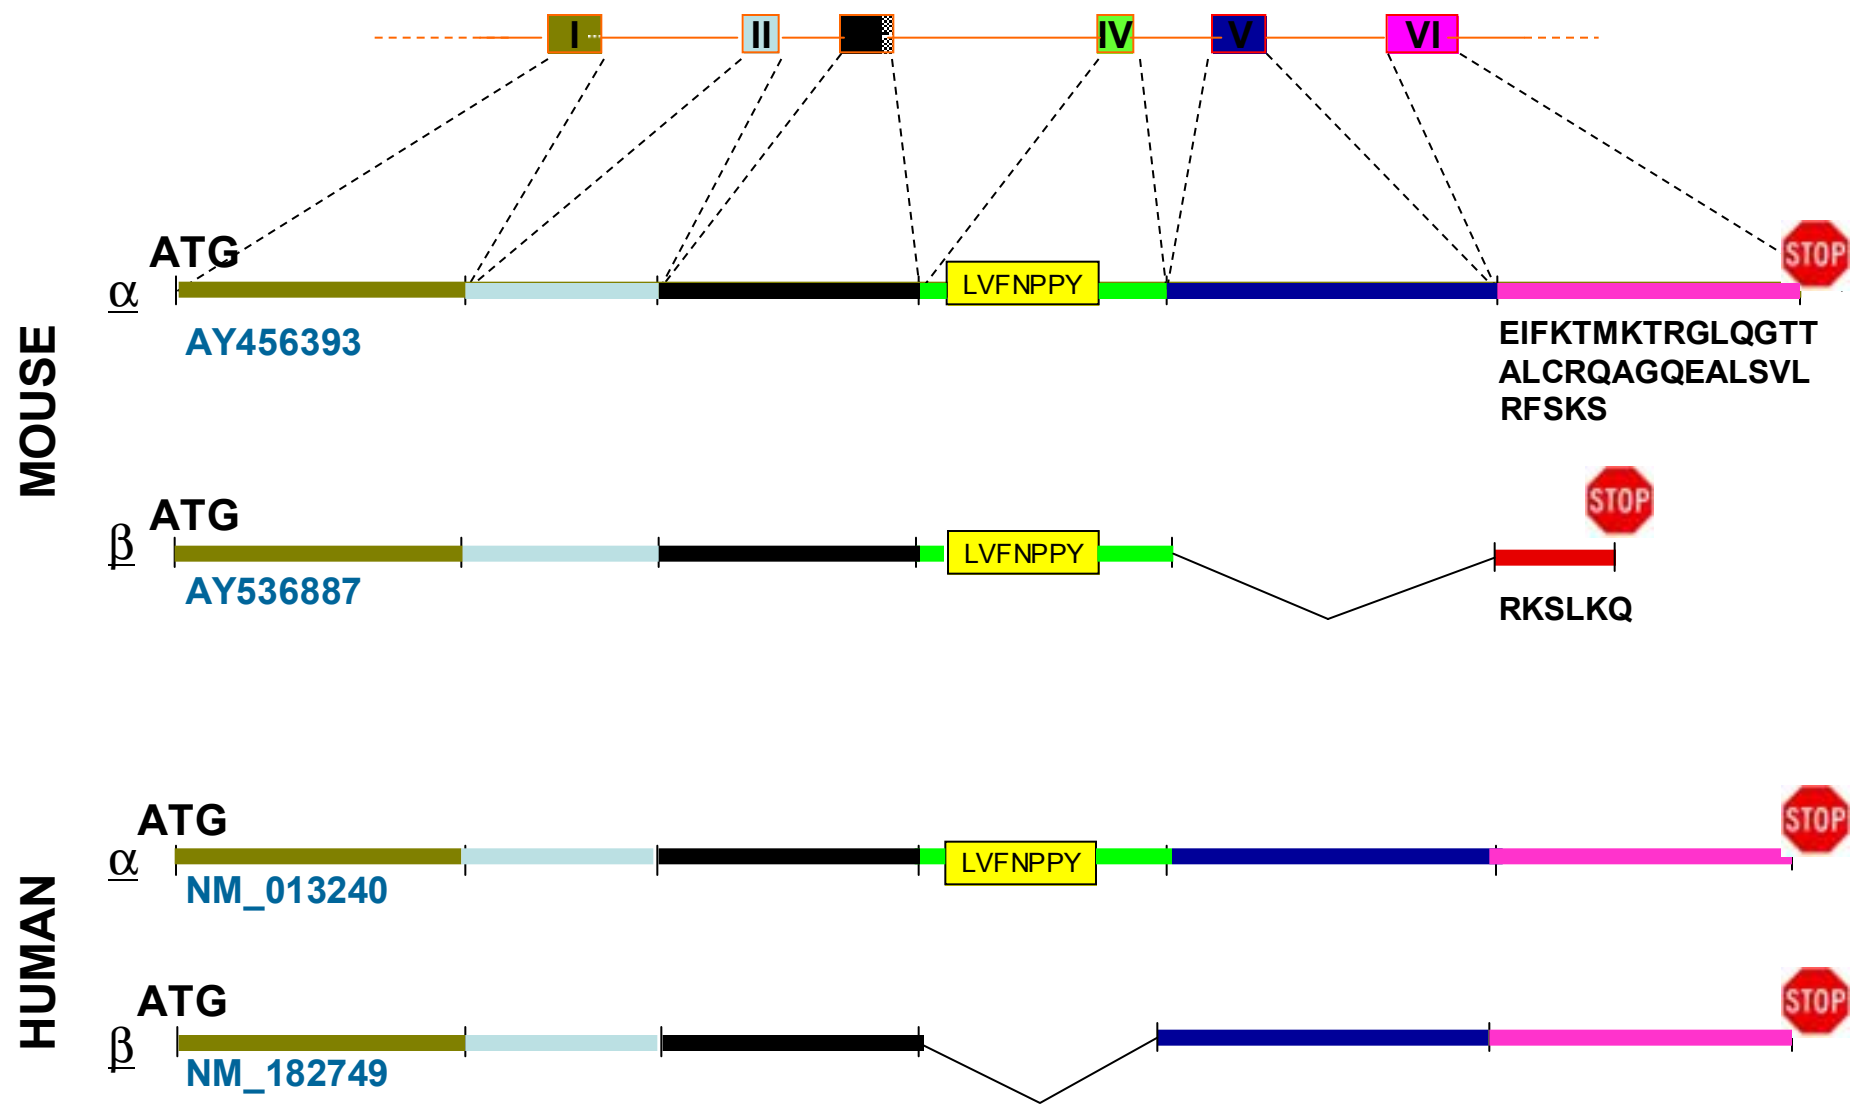 I II IV V VI
ATG STOP
α LVFNPPY
AY456393
EIFKTMKTRGLQGTT
ALCRQAGQEALSVL
RFSKS
MOUSE
STOP
ATG
β LVFNPPY
AY536887
RKSLKQ
ATG STOP
α LVFNPPY
NM_013240
HUMAN
ATG STOP
β
NM_182749